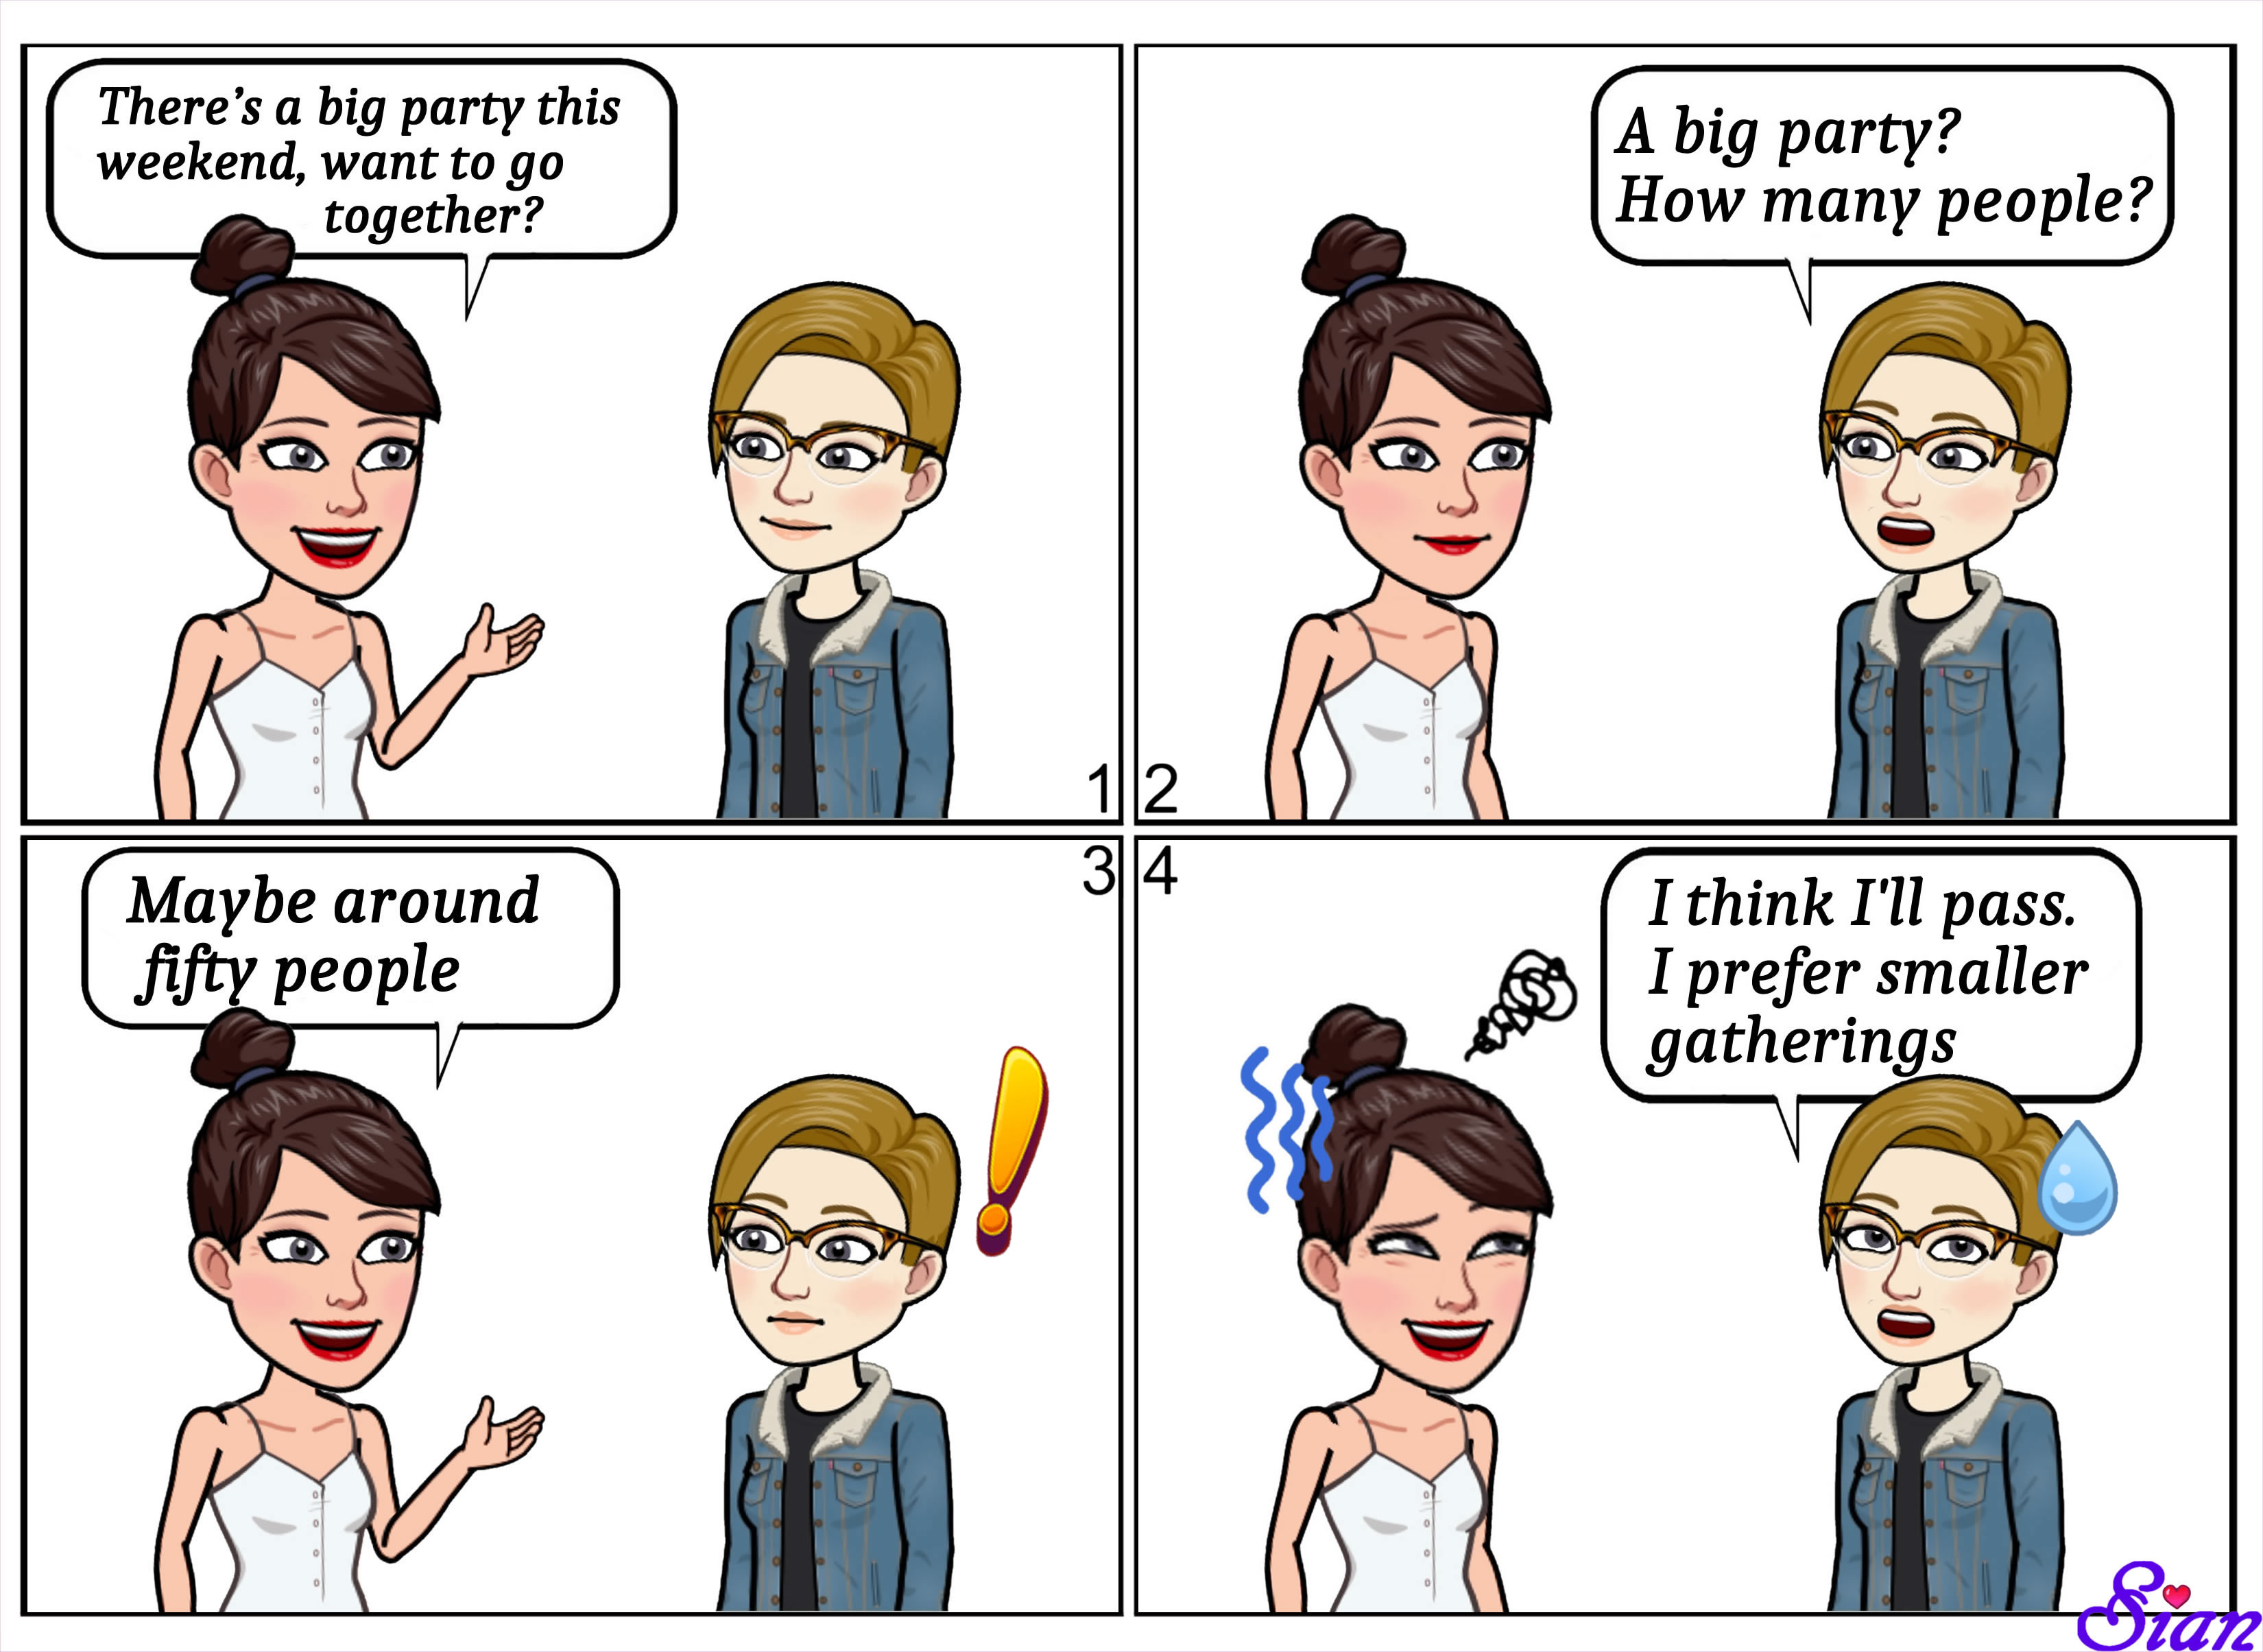 There’s a big party this
weekend, want to go
together?
1
A big party?
How many people?
2
Maybe around
fifty people
3
4
I think I'll pass.
I prefer smaller
gatherings
Sian